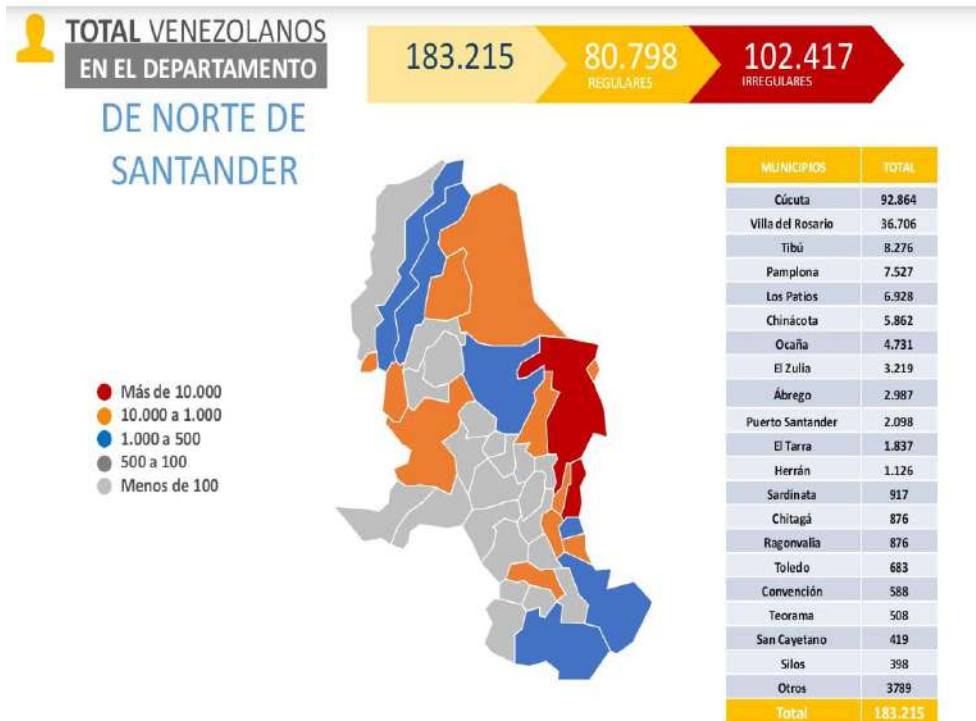 TOTAL VENEZOLANOS
EN EL DEPARTAMENTO
DE NORTE DE
SANTANDER
183.215
80.798
REGULARES
102.417
IRREGULARES
Más de 10.000
10.000 a 1.000
1.000 a 500
500 a 100
Menos de 100
MUNICIPIOS TOTAL
Cúcuta 92.864
Villa del Rosario 36.706
Tibú 8.276
Pamplona 7.527
Los Patios 6.928
Chinácota 5.862
Ocaña 4.731
El Zulia 3.219
Ábrego 2.987
Puerto Santander 2.098
El Tarra 1.837
Herrán 1.126
Sardinata 917
Chitagá 876
Ragonvalia 876
Toledo 683
Convención 588
Teorama 508
San Cayetano 419
Silos 398
Otros 3789
Total 183.215